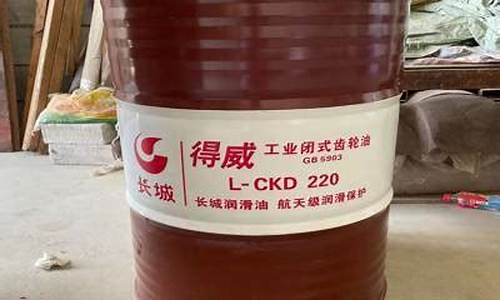 长城
得威 工业闭式齿轮油
GB 5903
L-CKD 220
长城润滑油 航天级润滑保护